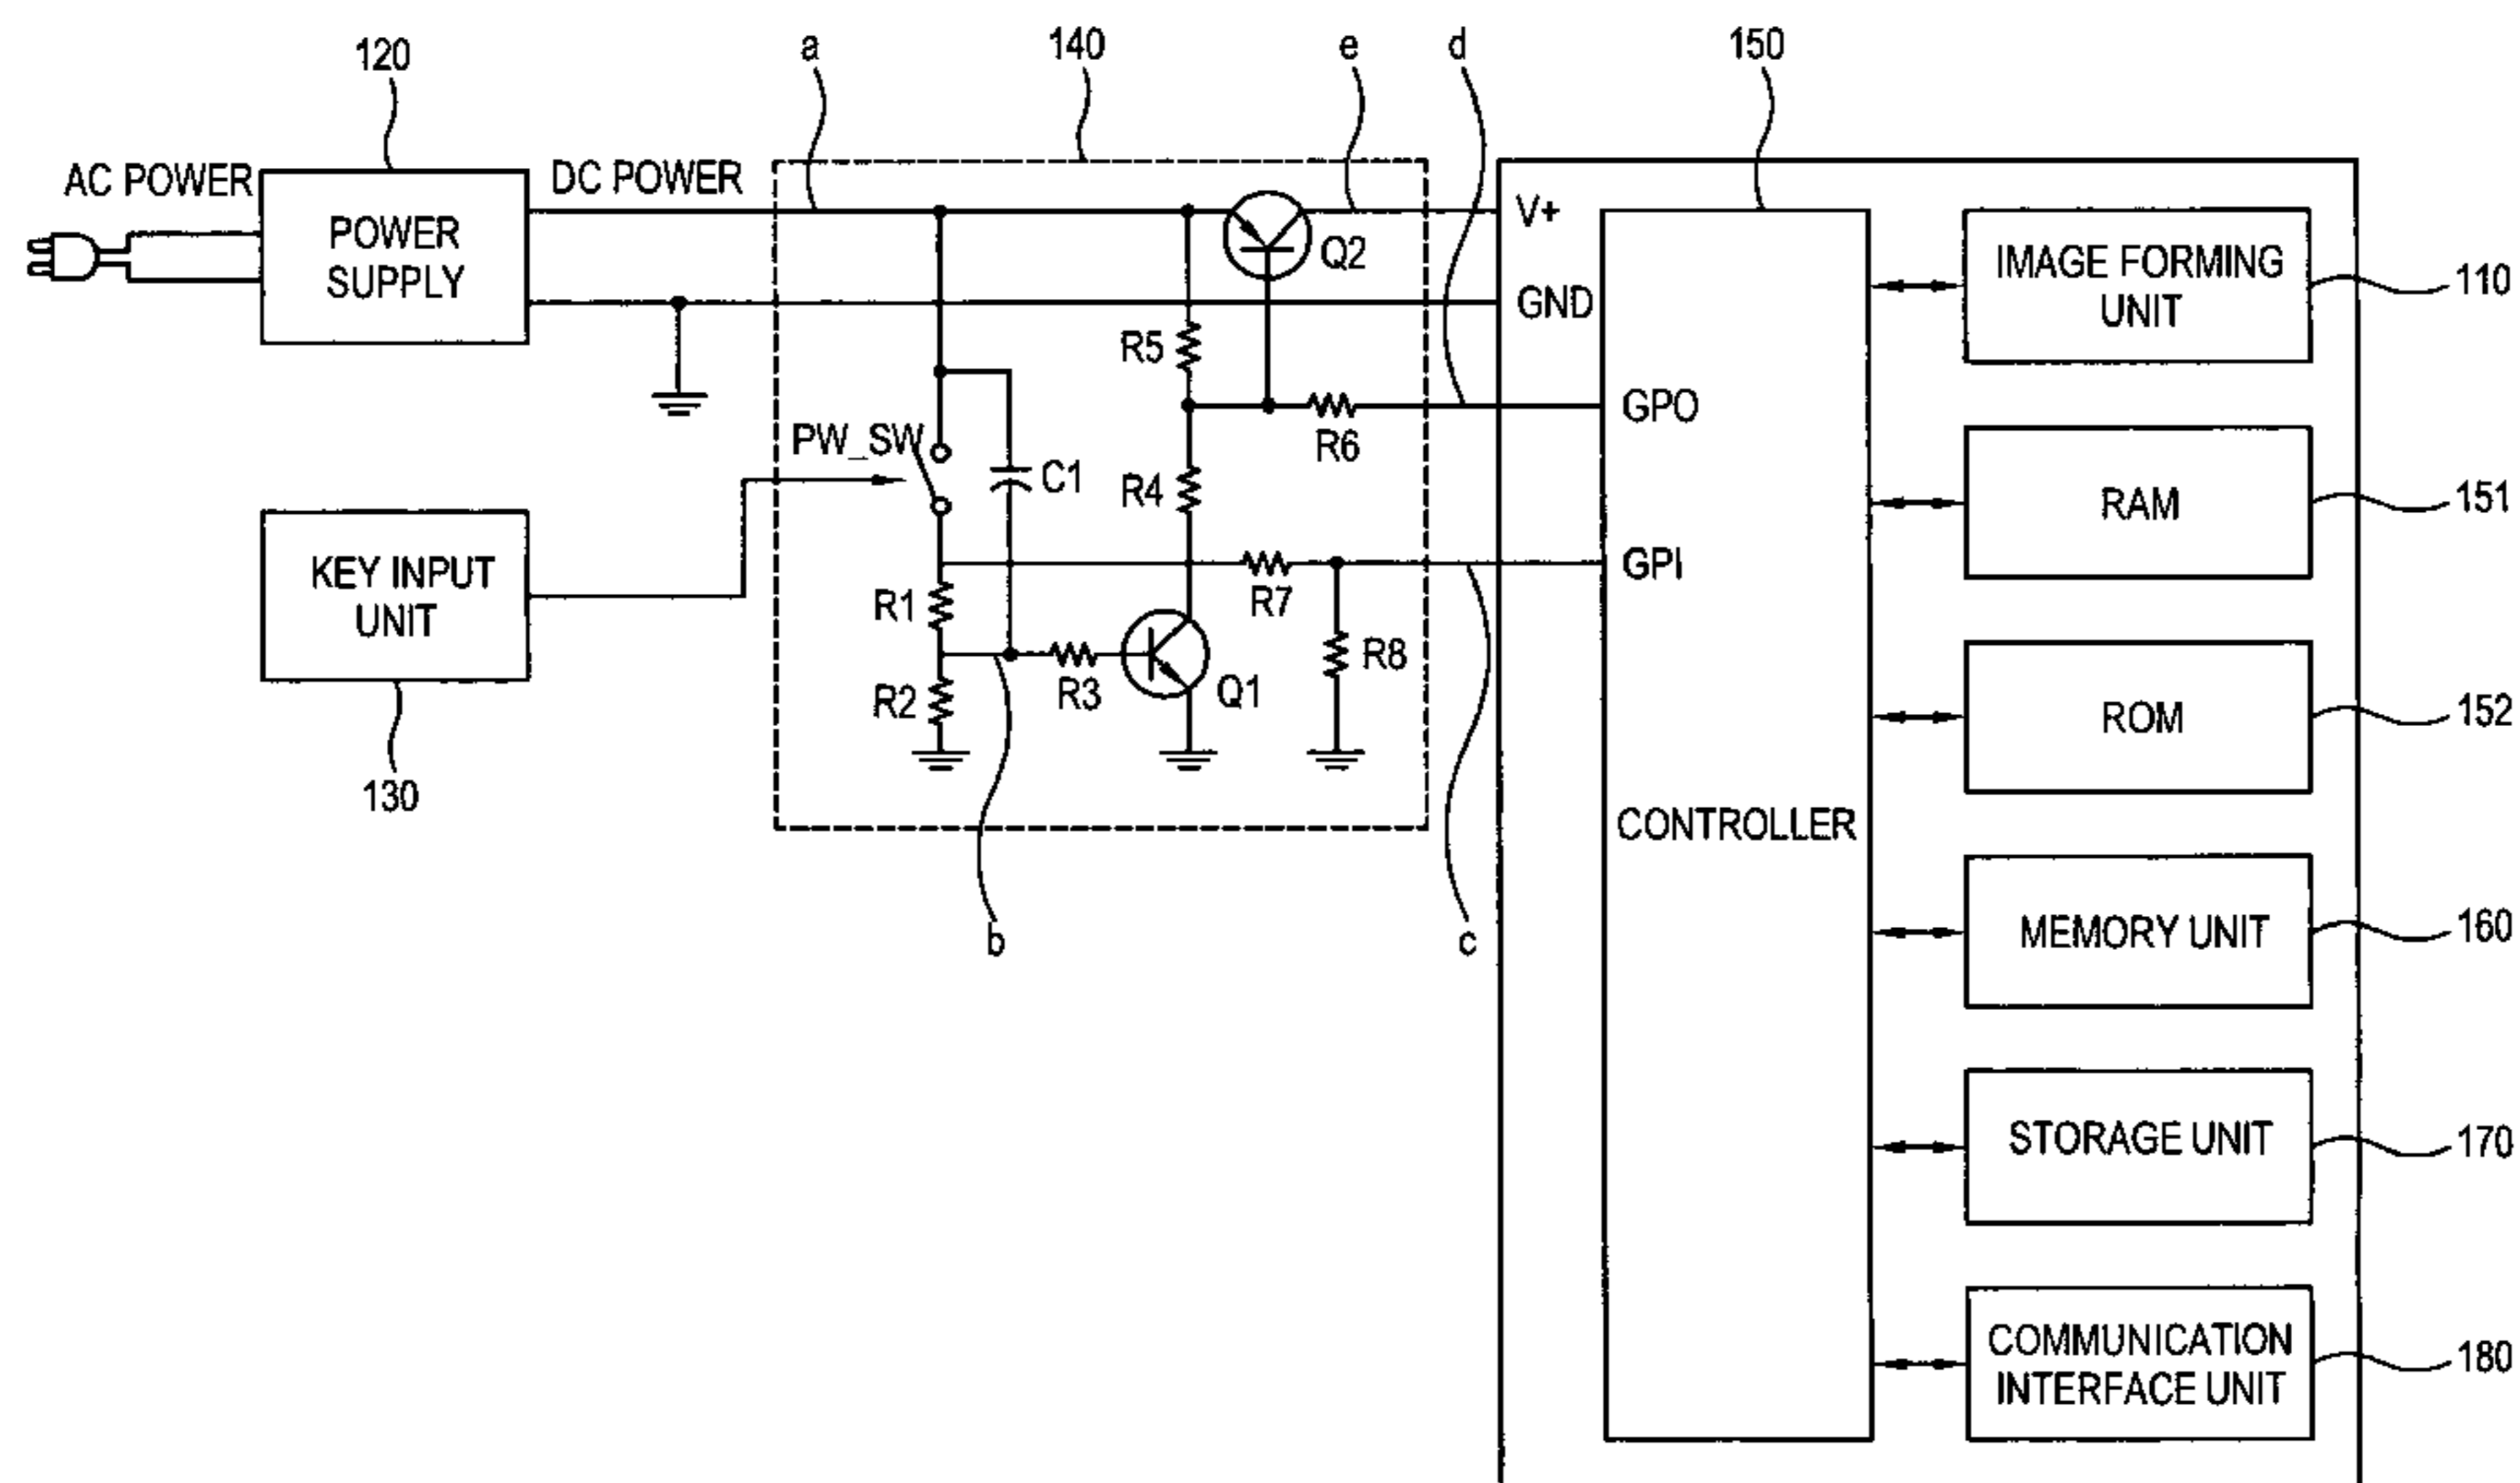 120
a
140
e
d
150
AC POWER
DC POWER
POWER
SUPPLY
V+
Q2
GND
IMAGE FORMING
UNIT
110
R5
GPO
R6
PW_SW
C1
R4
RAM
151
KEY INPUT
UNIT
GPI
R1
R7
R2
R3
Q1
R8
ROM
152
130
CONTROLLER
b
c
MEMORY UNIT
160
STORAGE UNIT
170
COMMUNICATION
INTERFACE UNIT
180